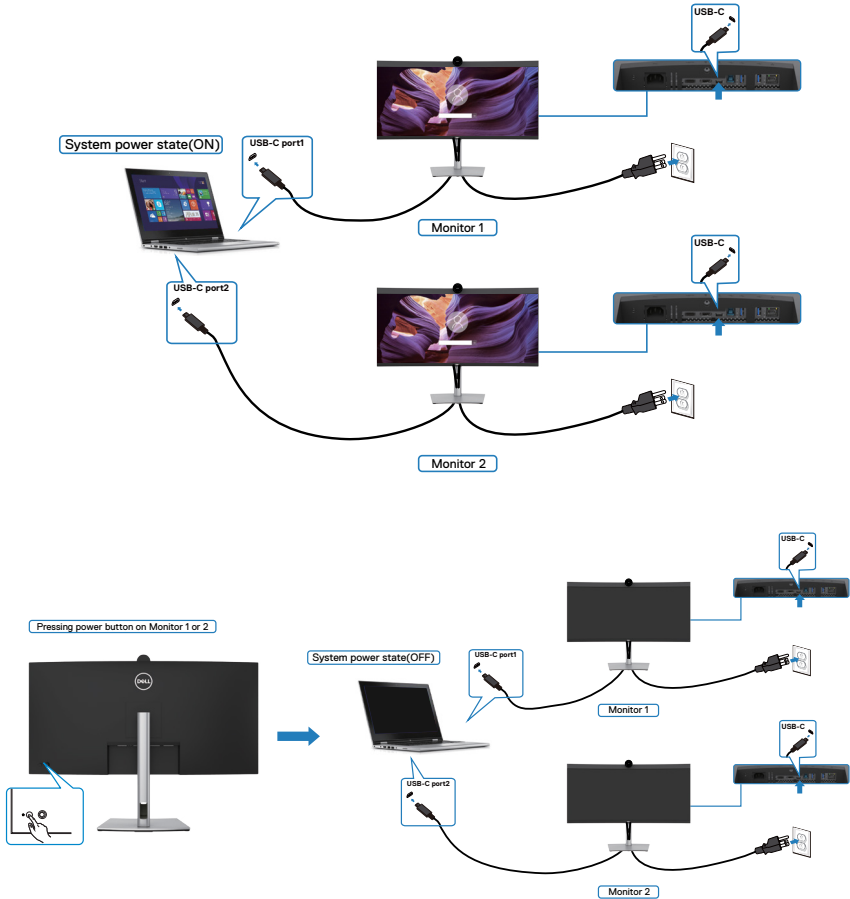 USB-C
System power state(ON)
USB-C port1
Monitor 1
USB-C
USB-C port2
Monitor 2
USB-C
Pressing power button on Monitor 1 or 2
System power state(OFF)
USB-C port1
DELL
Monitor 1
USB-C
USB-C port2
Monitor 2